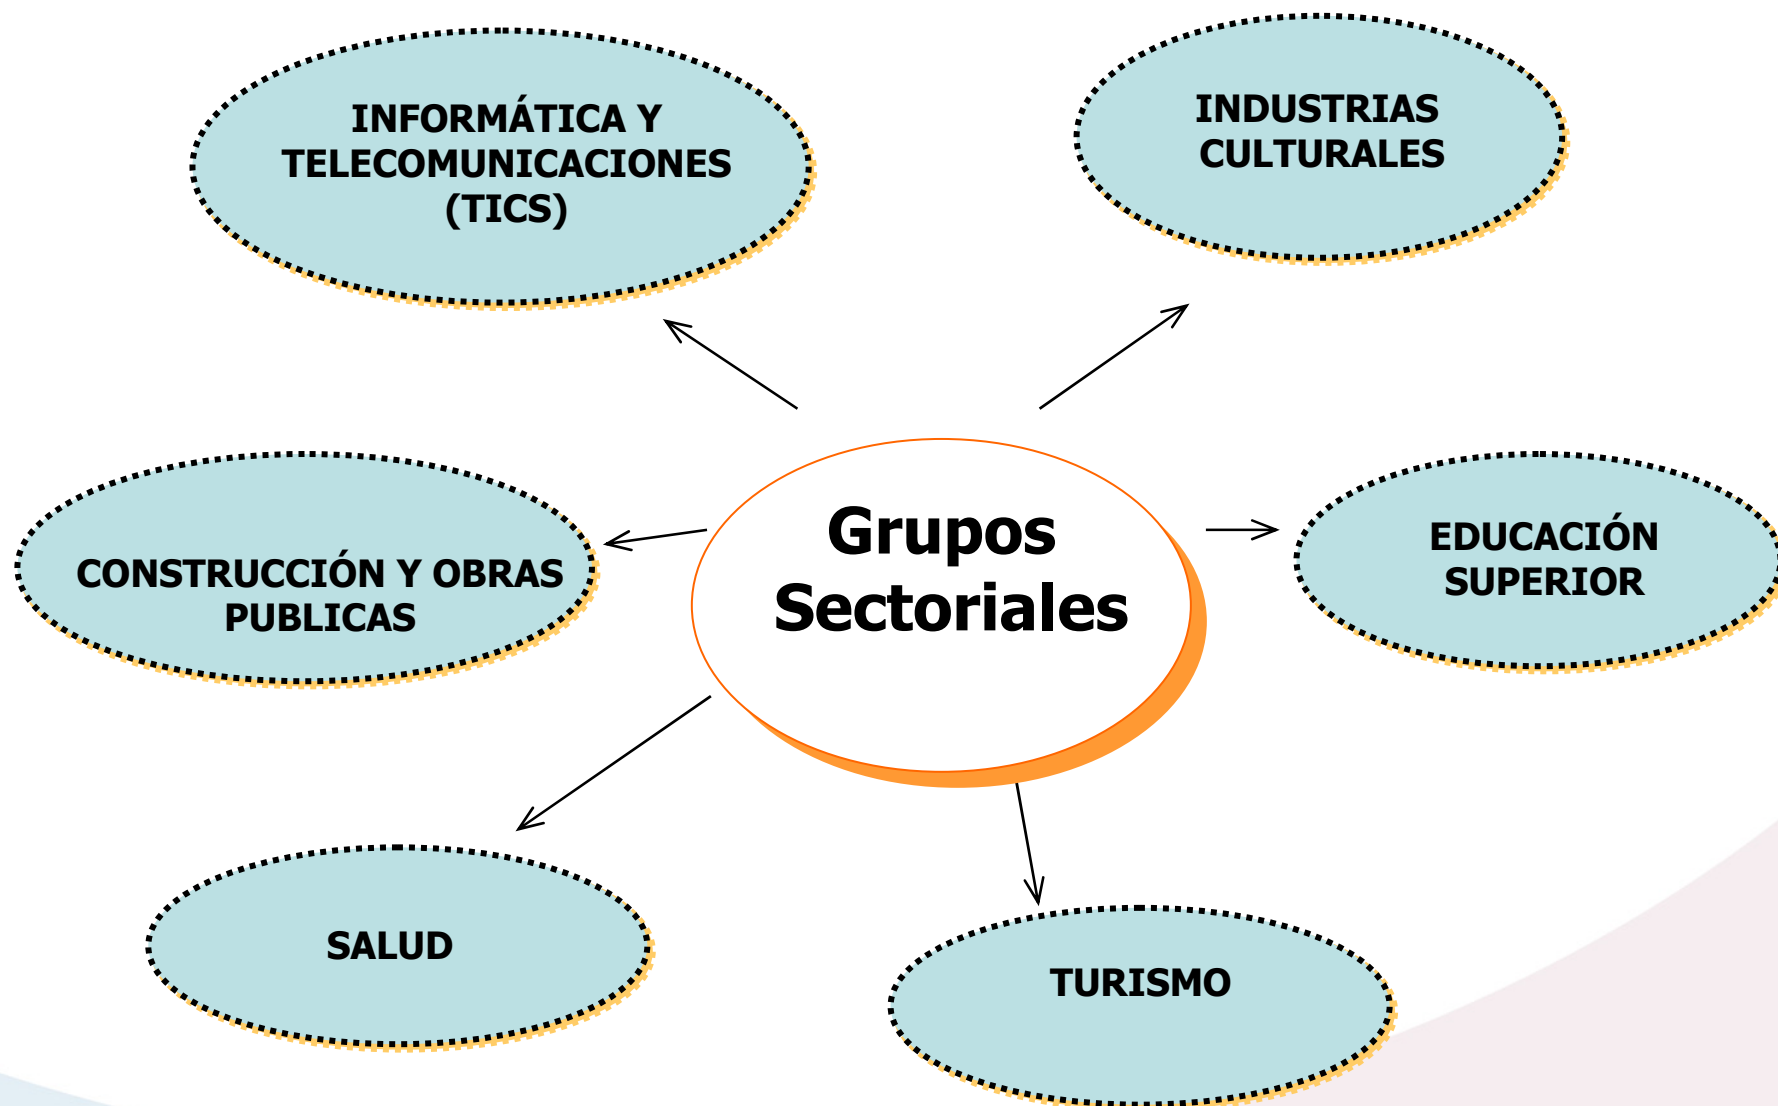 INFORMÁTICA Y
TELECOMUNICACIONES
(TICS)
INDUSTRIAS
CULTURALES
Grupos
Sectoriales
CONSTRUCCIÓN Y OBRAS
PUBLICAS
EDUCACIÓN
SUPERIOR
SALUD
TURISMO